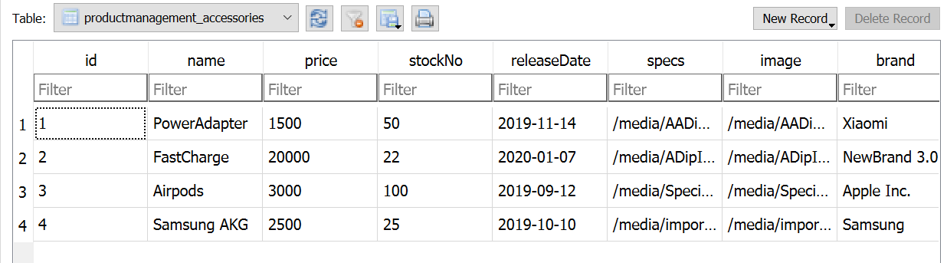 Table: productmanagement_accessories New Record Delete Record
id name price stockNo releaseDate specs image brand
Filter Filter Filter Filter Filter Filter Filter Filter
1 1 PowerAdapter 1500 50 2019-11-14 /media/AADi... /media/AADi... Xiaomi
2 2 FastCharge 20000 22 2020-01-07 /media/ADipI... /media/ADipI... NewBrand 3.0
3 3 Airpods 3000 100 2019-09-12 /media/Speci... /media/Speci... Apple Inc.
4 4 Samsung AKG 2500 25 2019-10-10 /media/impor... /media/impor... Samsung